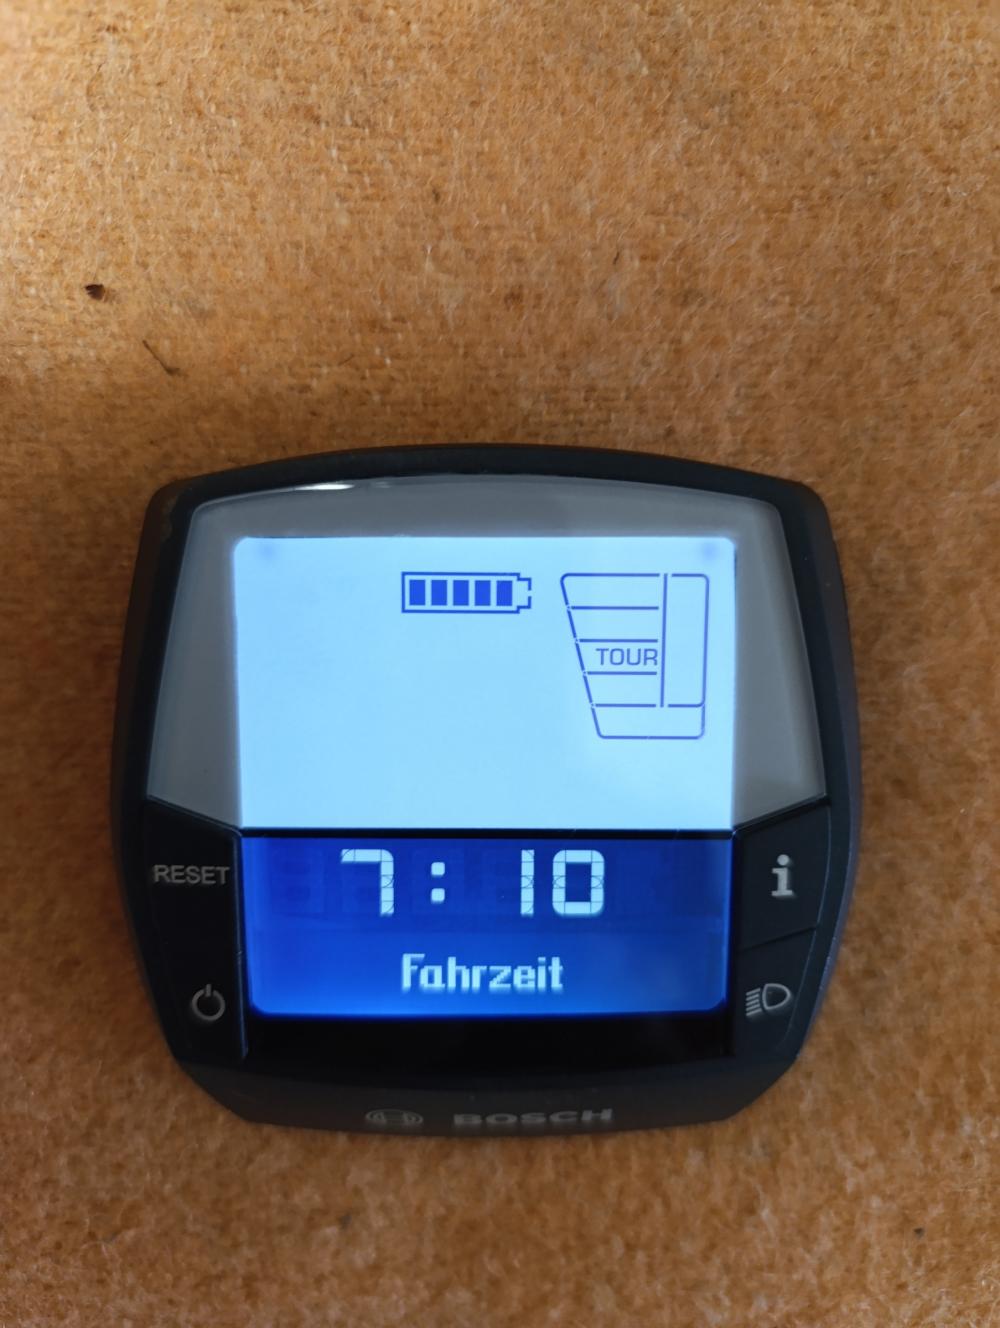 TOUR
RESET
7:10
i
Fahrzeit
BOSCH